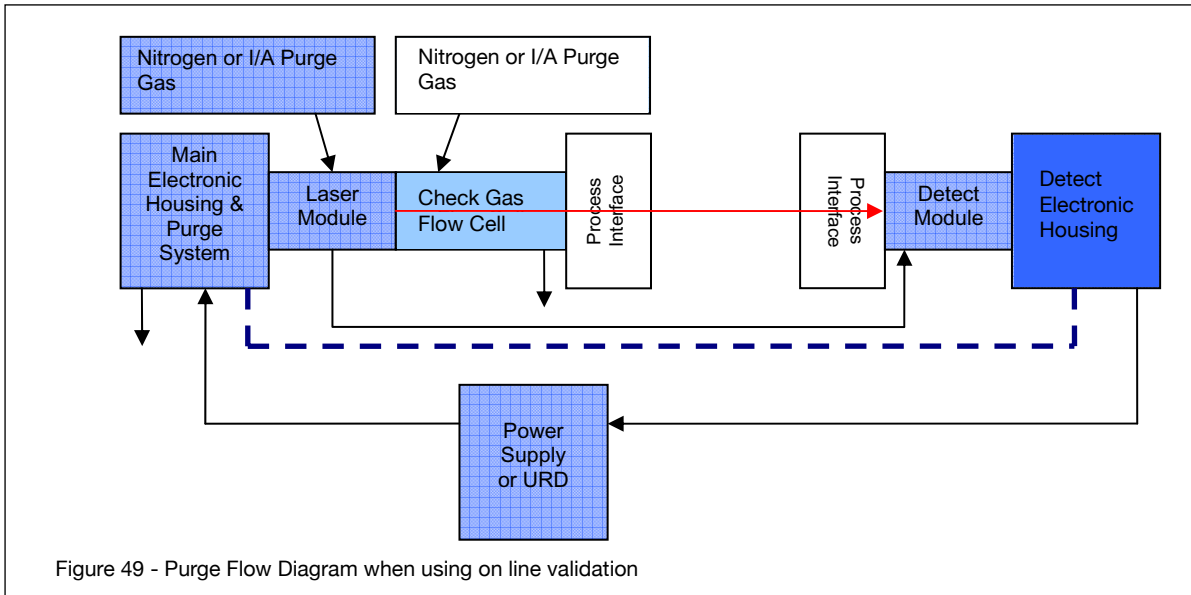 Nitrogen or I/A Purge
Gas
Nitrogen or I/A Purge
Gas
Main
Electronic
Housing &
Purge
System
Laser
Module
Check Gas
Flow Cell
Process
Interface
Process
Interface
Detect
Module
Detect
Electronic
Housing
Power
Supply
or URD
Figure 49 - Purge Flow Diagram when using on line validation